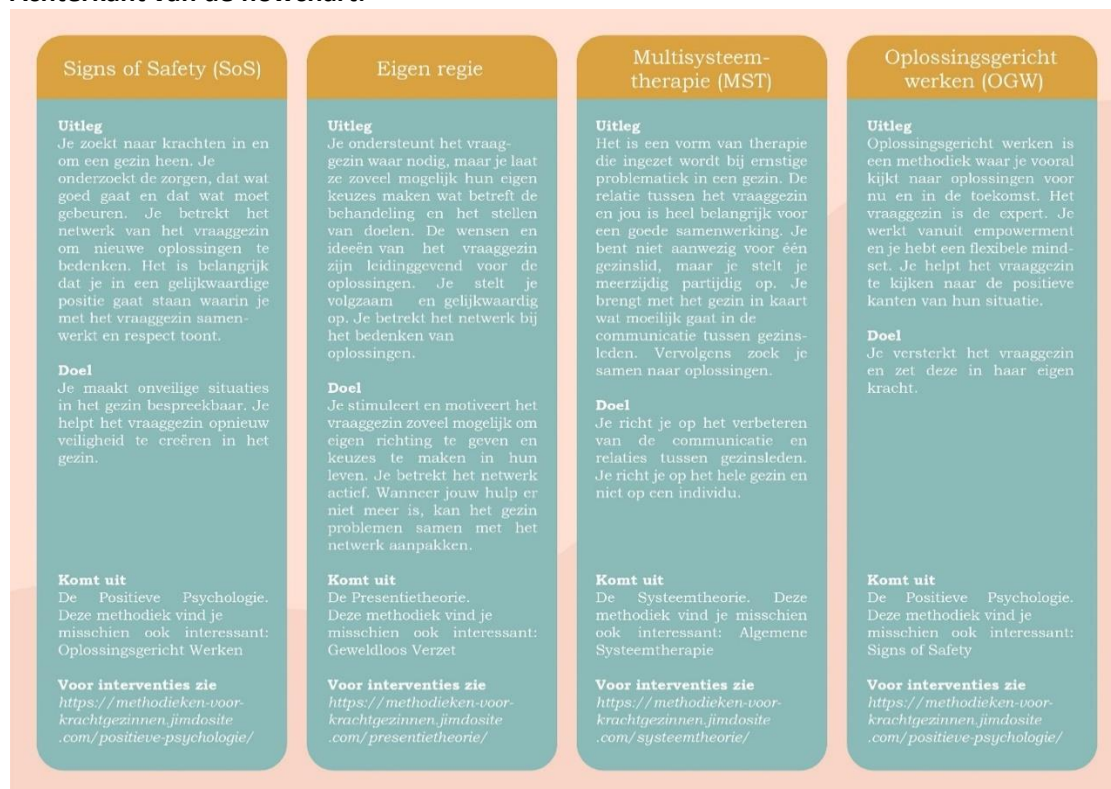 Achterkant van de flowchart:
Signs of Safety (SoS)
Uitleg
Je zoekt naar krachten in en
om een gezin heen. Je
onderzoekt de zorgen, dat wat
goed gaat en dat wat moet
gebeuren. Je betrekt het
netwerk van het vraaggezin
om nieuwe oplossingen te
bedenken. Het is belangrijk
dat je in een gelijkwaardige
positie gaat staan waarin je
met het vraaggezin samen-
werkt en respect toont.
Doel
Je maakt onveilige situaties
in het gezin bespreekbaar. Je
helpt het vraaggezin opnieuw
veiligheid te creëren in het
gezin.
Komt uit
De Positieve Psychologie.
Deze methodiek vind je
misschien ook interessant:
Oplossingsgericht Werken
Voor interventies zie
https://methodieken-voor-
krachtgezinnen.jimdosite
.com/positieve-psychologie/
Eigen regie
Uitleg
Je ondersteunt het vraag-
gezin waar nodig, maar je laat
ze zoveel mogelijk hun eigen
keuzes maken wat betreft de
behandeling en het stellen
van doelen. De wensen en
ideeën van het vraaggezin
zijn leidinggevend voor de
oplossingen. Je stelt je
volgzaam en gelijkwaardig
op. Je betrekt het netwerk bij
het bedenken van
oplossingen.
Doel
Je stimuleert en motiveert het
vraaggezin zoveel mogelijk om
eigen richting te geven en
keuzes te maken in hun
leven. Je betrekt het netwerk
actief. Wanneer jouw hulp er
niet meer is, kan het gezin
problemen samen met het
netwerk aanpakken.
Komt uit
De Presentietheorie.
Deze methodiek vind je
misschien ook interessant:
Geweldloos Verzet
Voor interventies zie
https://methodieken-voor-
krachtgezinnen.jimdosite
.com/presentietheorie/
Multisysteem-
therapie (MST)
Uitleg
Het is een vorm van therapie
die ingezet wordt bij ernstige
problematiek in een gezin. De
relatie tussen het vraaggezin
en jou is heel belangrijk voor
een goede samenwerking. Je
bent niet aanwezig voor één
gezinslid, maar je stelt je
meerzijdig partijdig op. Je
brengt met het gezin in kaart
wat moeilijk gaat in de
communicatie tussen gezins-
leden. Vervolgens zoek je
samen naar oplossingen.
Doel
Je richt je op het verbeteren
van de communicatie en
relaties tussen gezinsleden.
Je richt je op het hele gezin en
niet op een individu.
Komt uit
De Systeemtheorie. Deze
methodiek vind je misschien
ook interessant: Algemene
Systeemtherapie
Voor interventies zie
https://methodieken-voor-
krachtgezinnen.jimdosite
.com/systeemtheorie/
Oplossingsgericht
werken (OGW)
Uitleg
Oplossingsgericht werken is
een methodiek waar je vooral
kijkt naar oplossingen voor
nu en in de toekomst. Het
vraaggezin is de expert. Je
werkt vanuit empowerment
en je hebt een flexibele mind-
set. Je helpt het vraaggezin
te kijken naar de positieve
kanten van hun situatie.
Doel
Je versterkt het vraaggezin
en zet deze in haar eigen
kracht.
Komt uit
De Positieve Psychologie.
Deze methodiek vind je
misschien ook interessant:
Signs of Safety
Voor interventies zie
https://methodieken-voor-
krachtgezinnen.jimdosite
.com/positieve-psychologie/